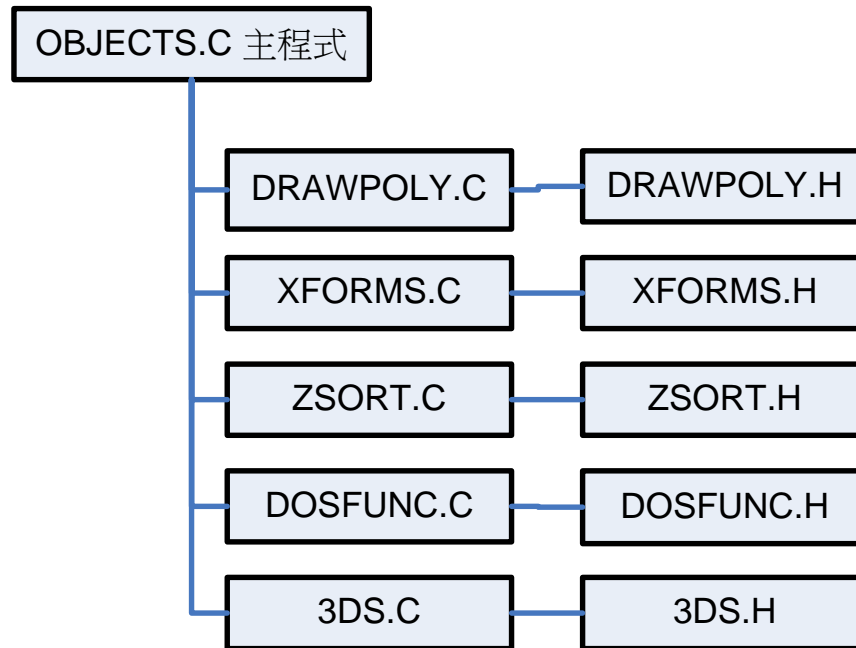 OBJECTS.C 主程式
DRAWPOLY.C
DRAWPOLY.H
XFORMS.C
XFORMS.H
ZSORT.C
ZSORT.H
DOSFUNC.C
DOSFUNC.H
3DS.C
3DS.H